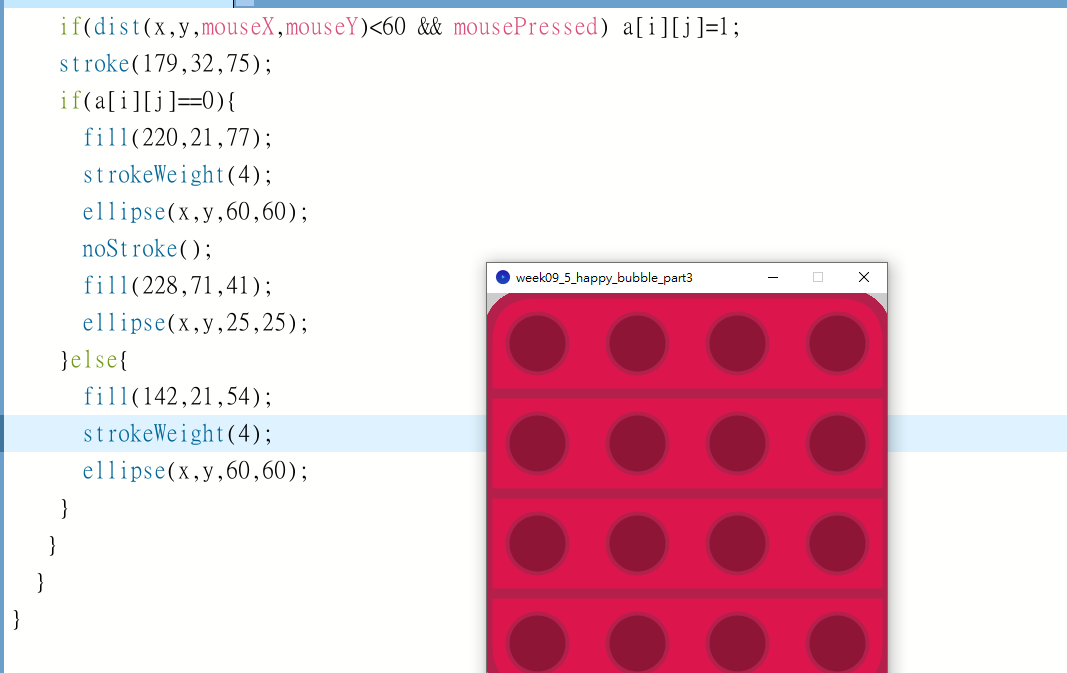 if(dist(x,y,mouseX,mouseY)<60 && mousePressed) a[i][j]=1;
stroke(179,32,75);
if(a[i][j]==0){
fill(220,21,77);
strokeWeight(4);
ellipse(x,y,60,60);
noStroke();
fill(228,71,41);
ellipse(x,y,25,25);
}else{
fill(142,21,54);
strokeWeight(4);
ellipse(x,y,60,60);
}
}
}
}
week09_5_happy_bubble_part3